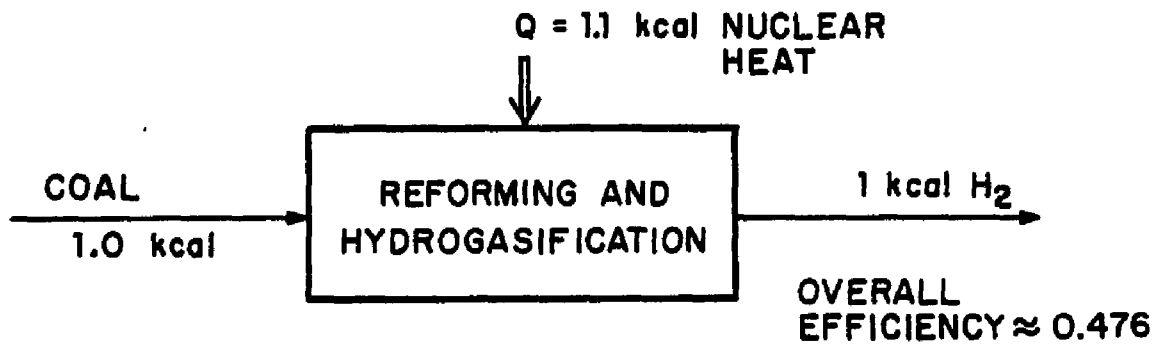 Q = 1.1 kcal NUCLEAR
HEAT
COAL
1.0 kcal
REFORMING AND
HYDROGASIFICATION
1 kcal H₂
OVERALL
EFFICIENCY ≈ 0.476